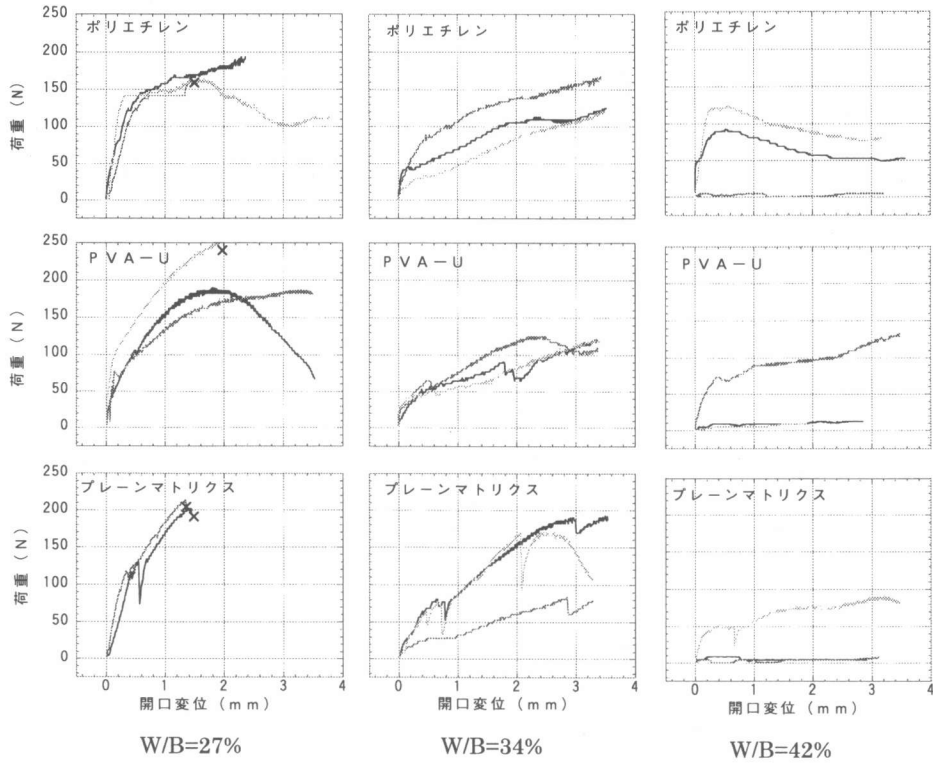 ポリエチレン
ポリエチレン
ポリエチレン
荷重 (N)
250
200
150
100
50
0
PVA-U
PVA-U
PVA-U
荷重 (N)
250
200
150
100
50
0
プレーンマトリクス
プレーンマトリクス
プレーンマトリクス
荷重 (N)
250
200
150
100
50
0
0 1 2 3 4
0 1 2 3 4
0 1 2 3 4
開口変位 (mm)
開口変位 (mm)
開口変位 (mm)
W/B=27%
W/B=34%
W/B=42%